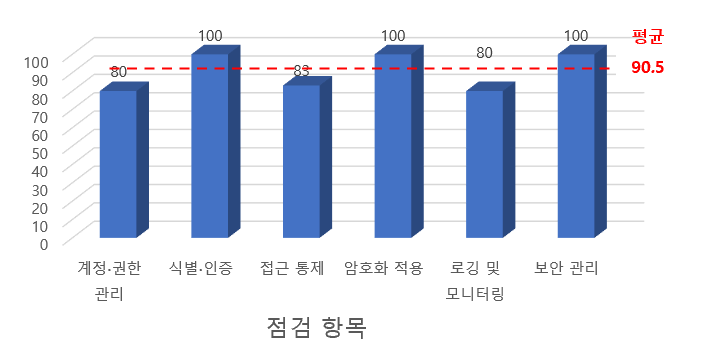 평균
90.5
100
100
100
80
80
83
100
90
80
70
60
50
40
30
20
10
0
계정·권한
관리
식별·인증
접근 통제
암호화 적용
로깅 및
모니터링
보안 관리
점검 항목